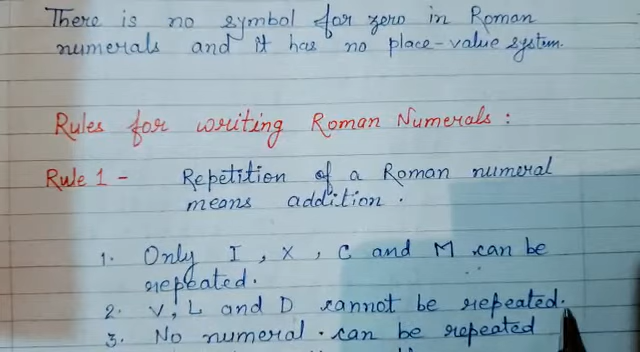 There is no symbol for zero in Roman
numerals and it has no place-value system.
Rules for writing Roman Numerals :
Rule 1 - Repetition of a Roman numeral
means addition .
1. Only I , X , C and M can be
repeated.
2. V, L and D cannot be repeated.
3. No numeral . can be repeated